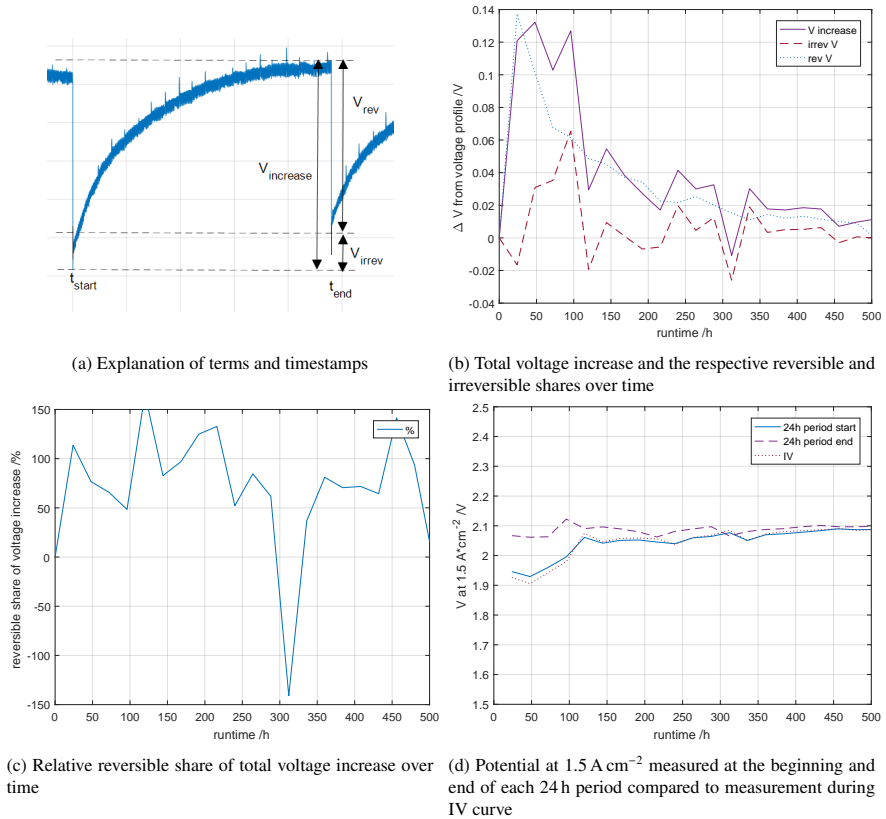 V_rev
V_increase
V_irrev
t_start
t_end
(a) Explanation of terms and timestamps
0.14
0.12
0.1
0.08
0.06
0.04
0.02
0
-0.02
-0.04
Δ V from voltage profile /V
V increase
irrev V
rev V
0 50 100 150 200 250 300 350 400 450 500
runtime /h
(b) Total voltage increase and the respective reversible and
irreversible shares over time
150
100
50
0
-50
-100
-150
reversible share of voltage increase /%
%
0 50 100 150 200 250 300 350 400 450 500
runtime /h
(c) Relative reversible share of total voltage increase over
time
2.5
2.4
2.3
2.2
2.1
2
1.9
1.8
1.7
1.6
1.5
V at 1.5 A*cm⁻² /V
24h period start
24h period end
IV
0 50 100 150 200 250 300 350 400 450 500
runtime /h
(d) Potential at 1.5 A cm⁻² measured at the beginning and
end of each 24 h period compared to measurement during
IV curve